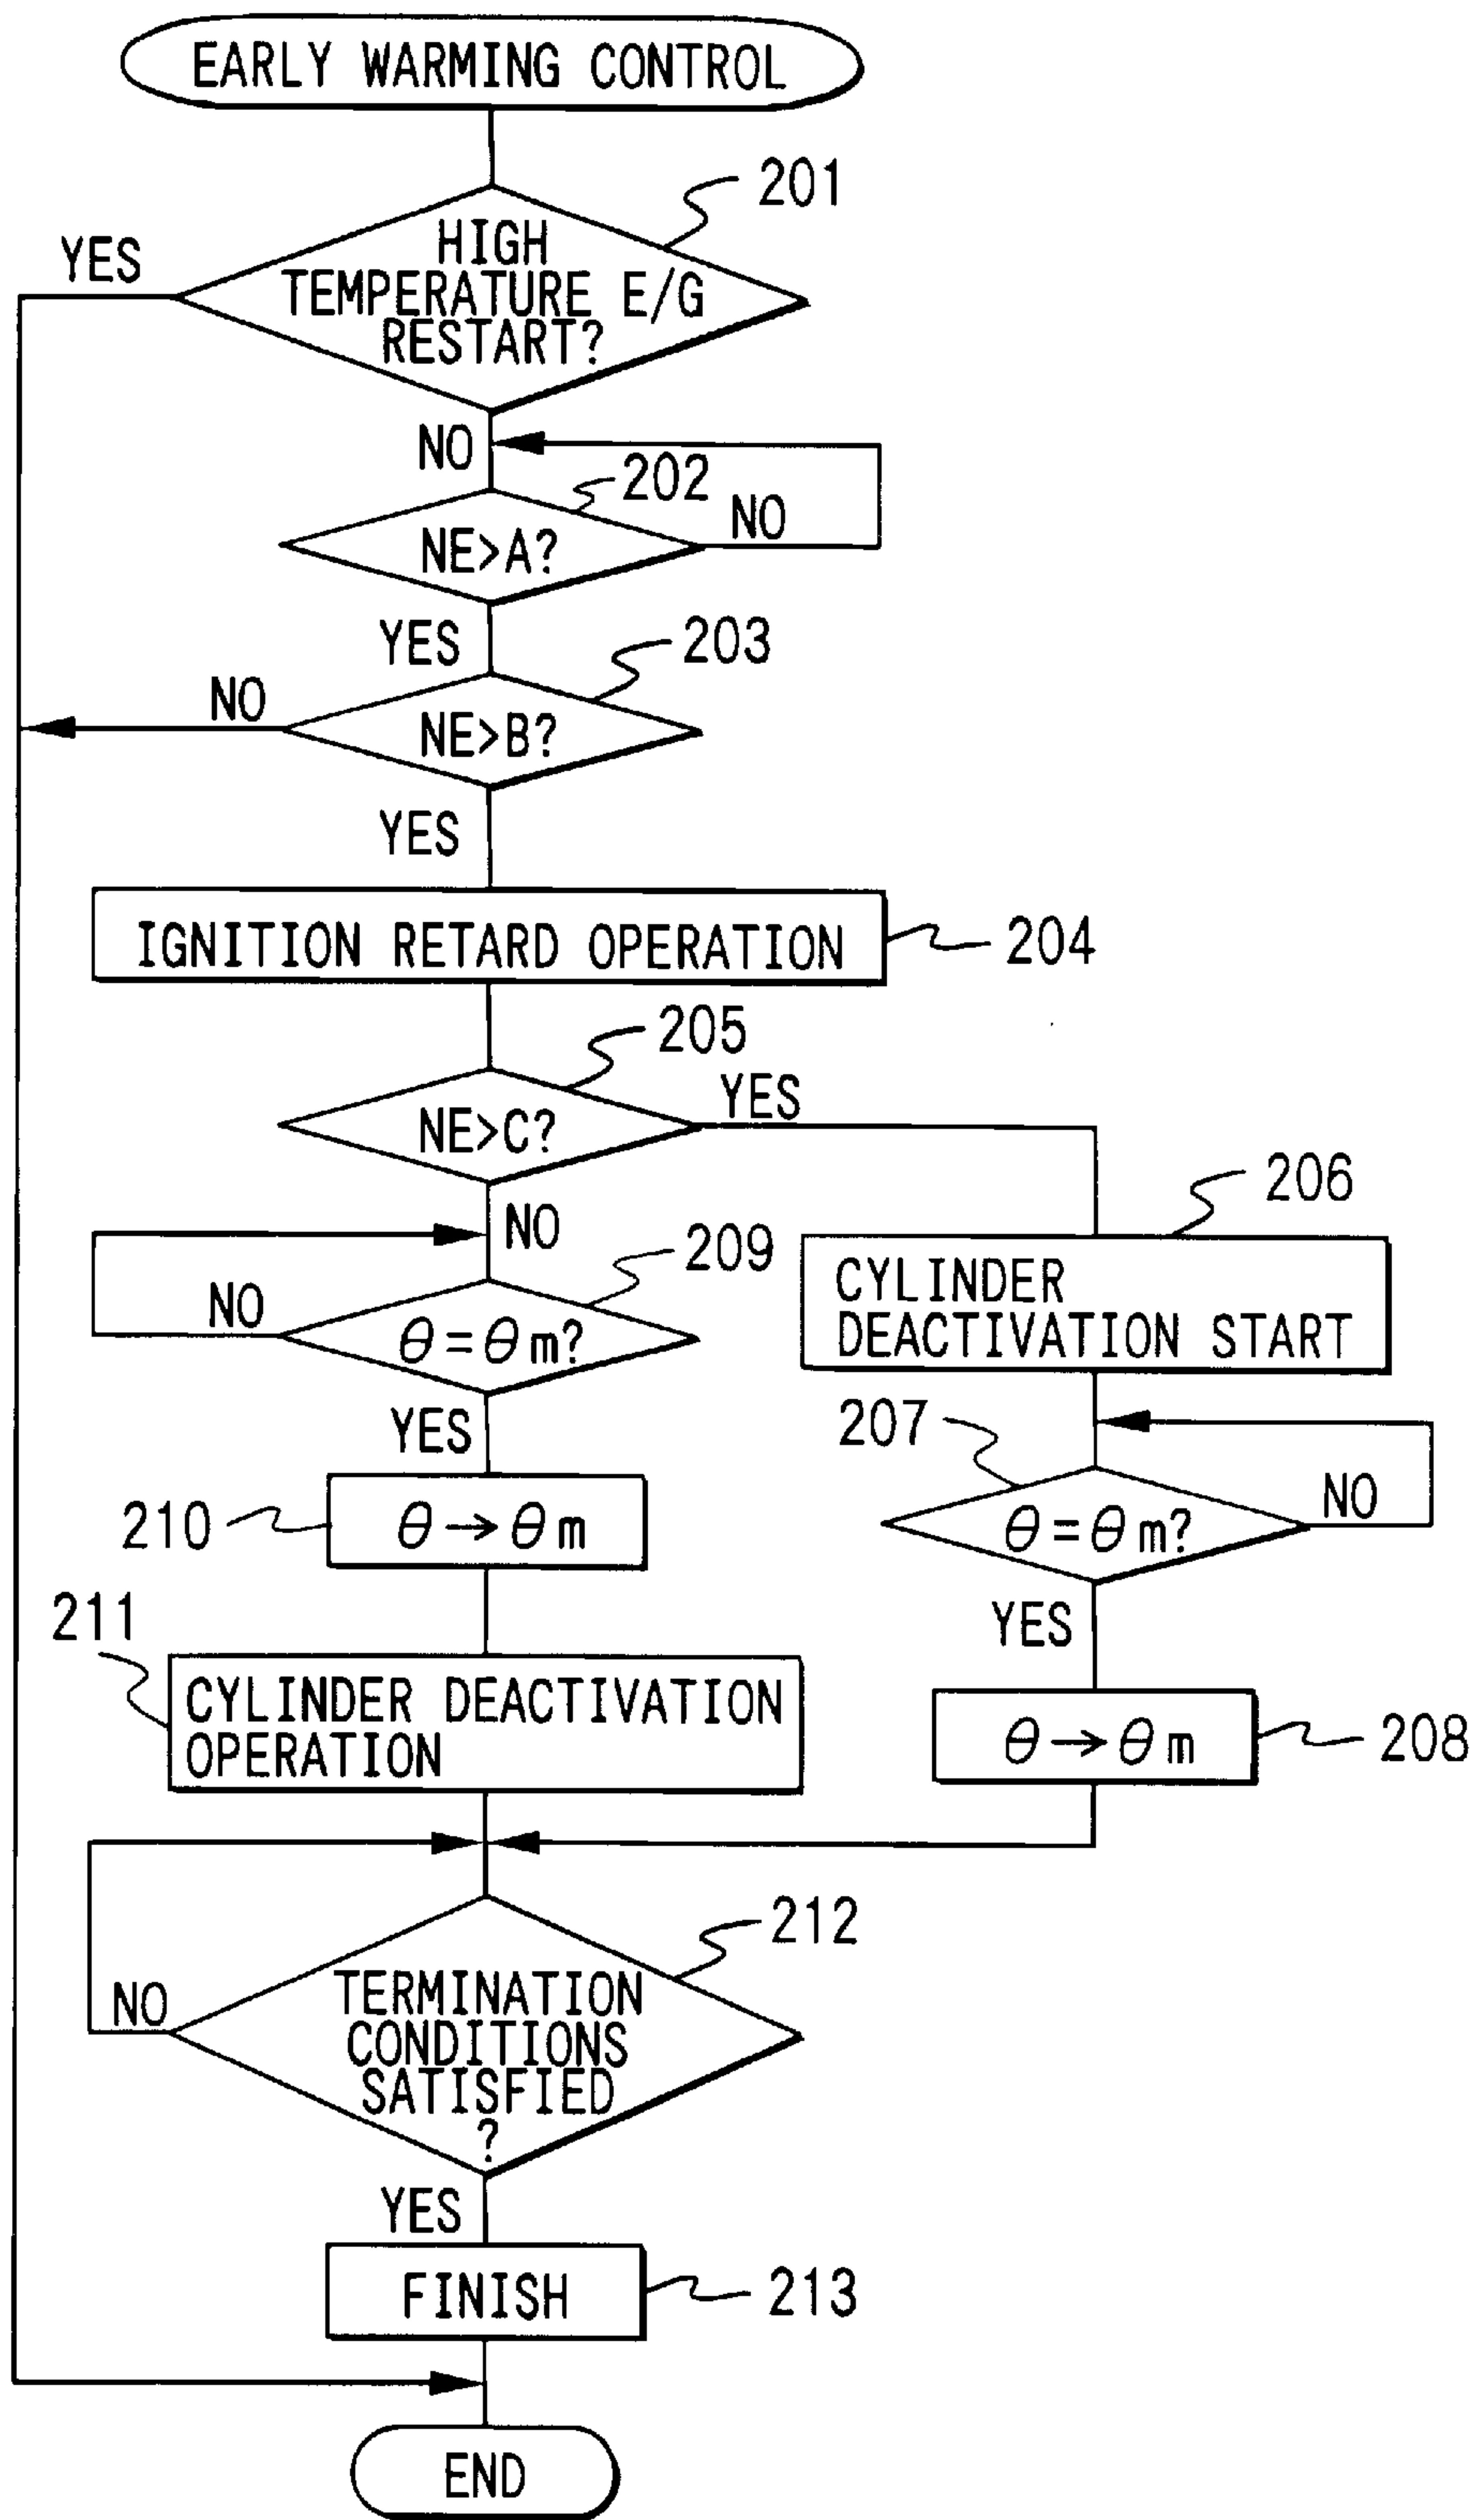 EARLY WARMING CONTROL
201
YES
HIGH
TEMPERATURE E/G
RESTART?
NO
202
NO
NE>A?
YES
203
NO
NE>B?
YES
IGNITION RETARD OPERATION
204
205
YES
NE>C?
206
NO
209
CYLINDER
DEACTIVATION START
NO
θ=θm?
207
YES
NO
210
θ→θm
θ=θm?
211
YES
CYLINDER DEACTIVATION
OPERATION
θ→θm
208
212
NO
TERMINATION
CONDITIONS
SATISFIED
?
YES
FINISH
213
END